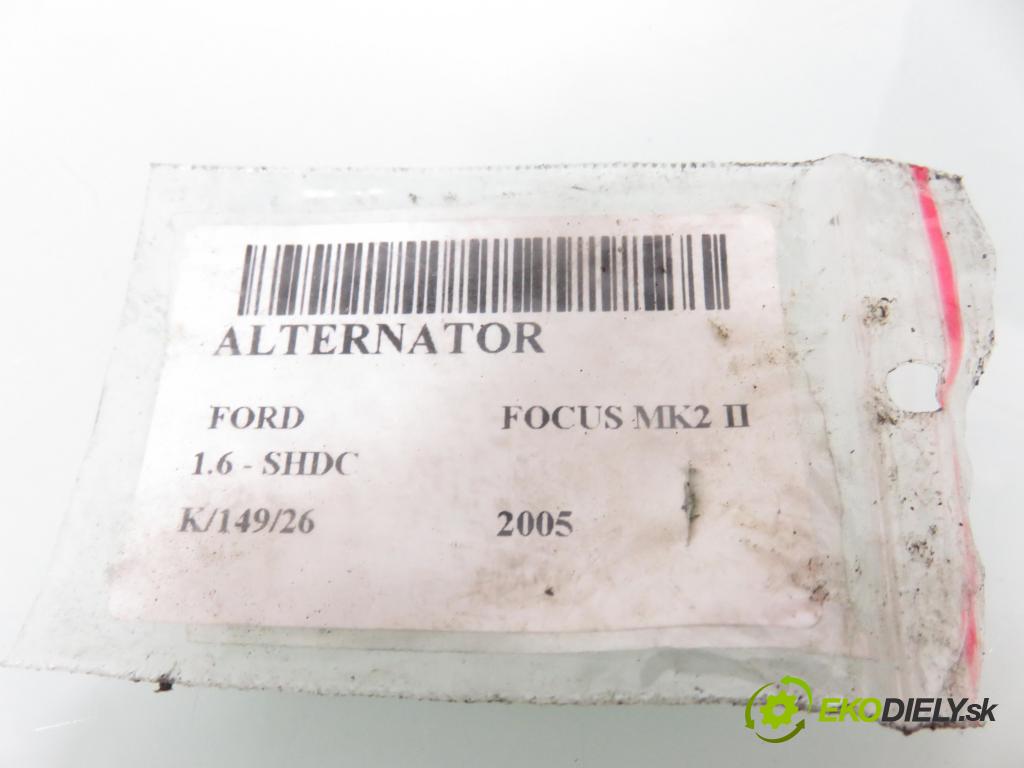 ALTERNATOR
FORD FOCUS MK2 II
1.6 - SHDC
K/149/26 2005
EKODIELY.sk